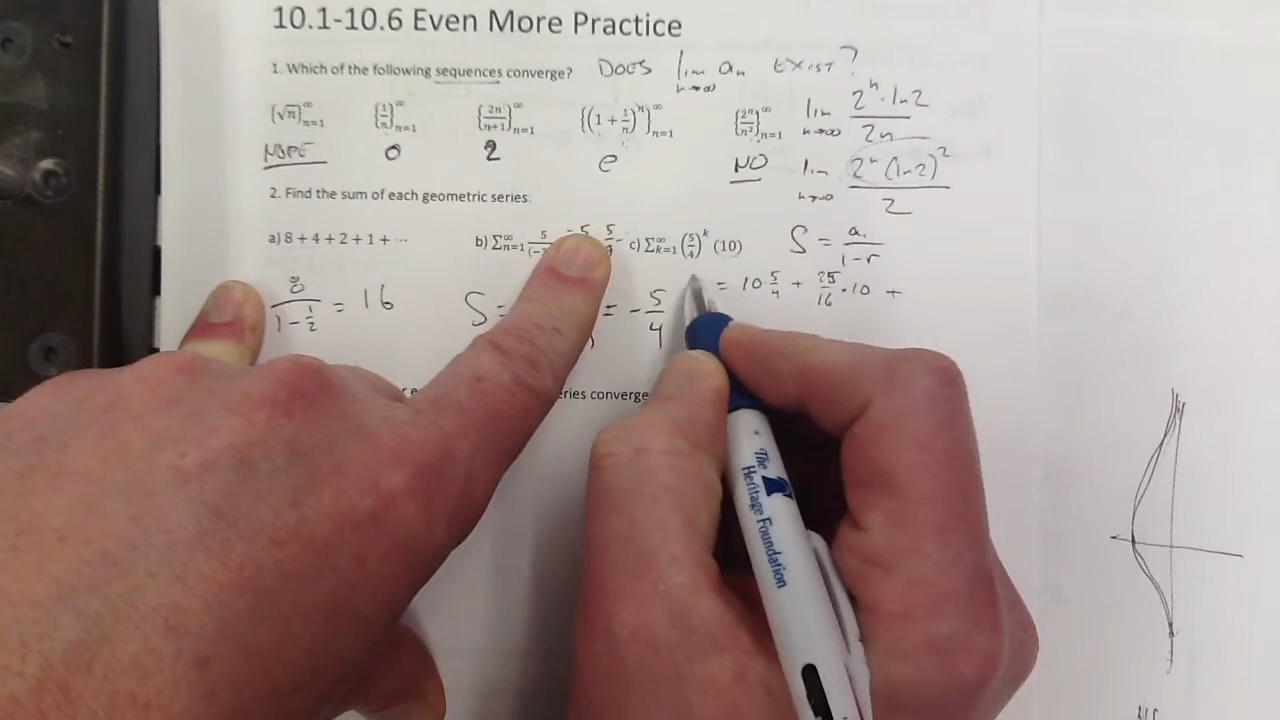 10.1-10.6 Even More Practice
1. Which of the following sequences converge? DOES lim n→∞ an EXIST?
{√n}∞n=1 {1/n}∞n=1 {2n/n+1}∞n=1 {(1 + 1/n)^n}∞n=1 {2^n/n^2}∞n=1 lim n→∞ 2^n · ln2 / 2n
NOPE 0 2 e NO lim n→∞ 2^n (ln2)^2 / 2
2. Find the sum of each geometric series:
a) 8 + 4 + 2 + 1 + ⋯ b) ∑∞n=1 5 c) ∑∞k=1 (5/4)^k (10) S = a1 / 1-r
8 / 1 - 1/2 = 16 S = = - 5/4 = 10 · 5/4 + 25/16 · 10 +
series converge
The Heritage Foundation